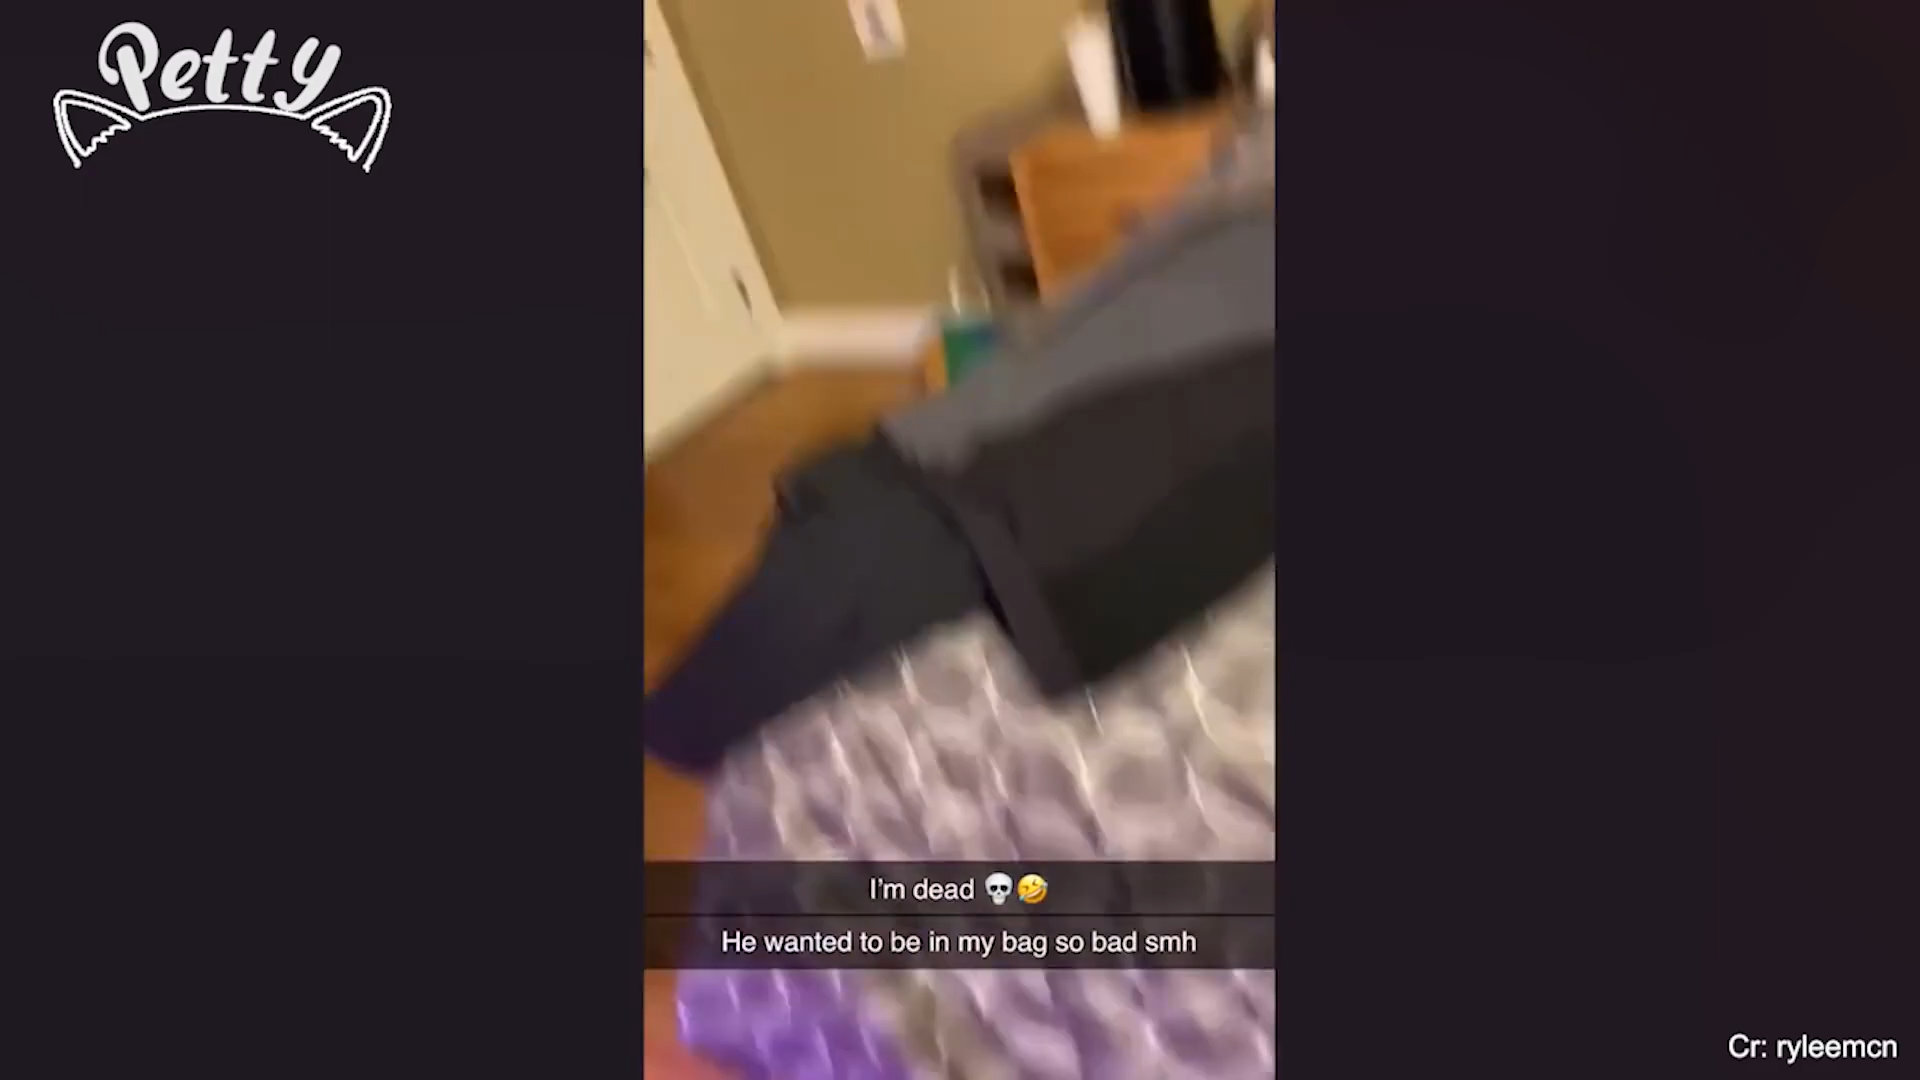 Petty
I'm dead 💀🤣
He wanted to be in my bag so bad smh
Cr: ryleemcn